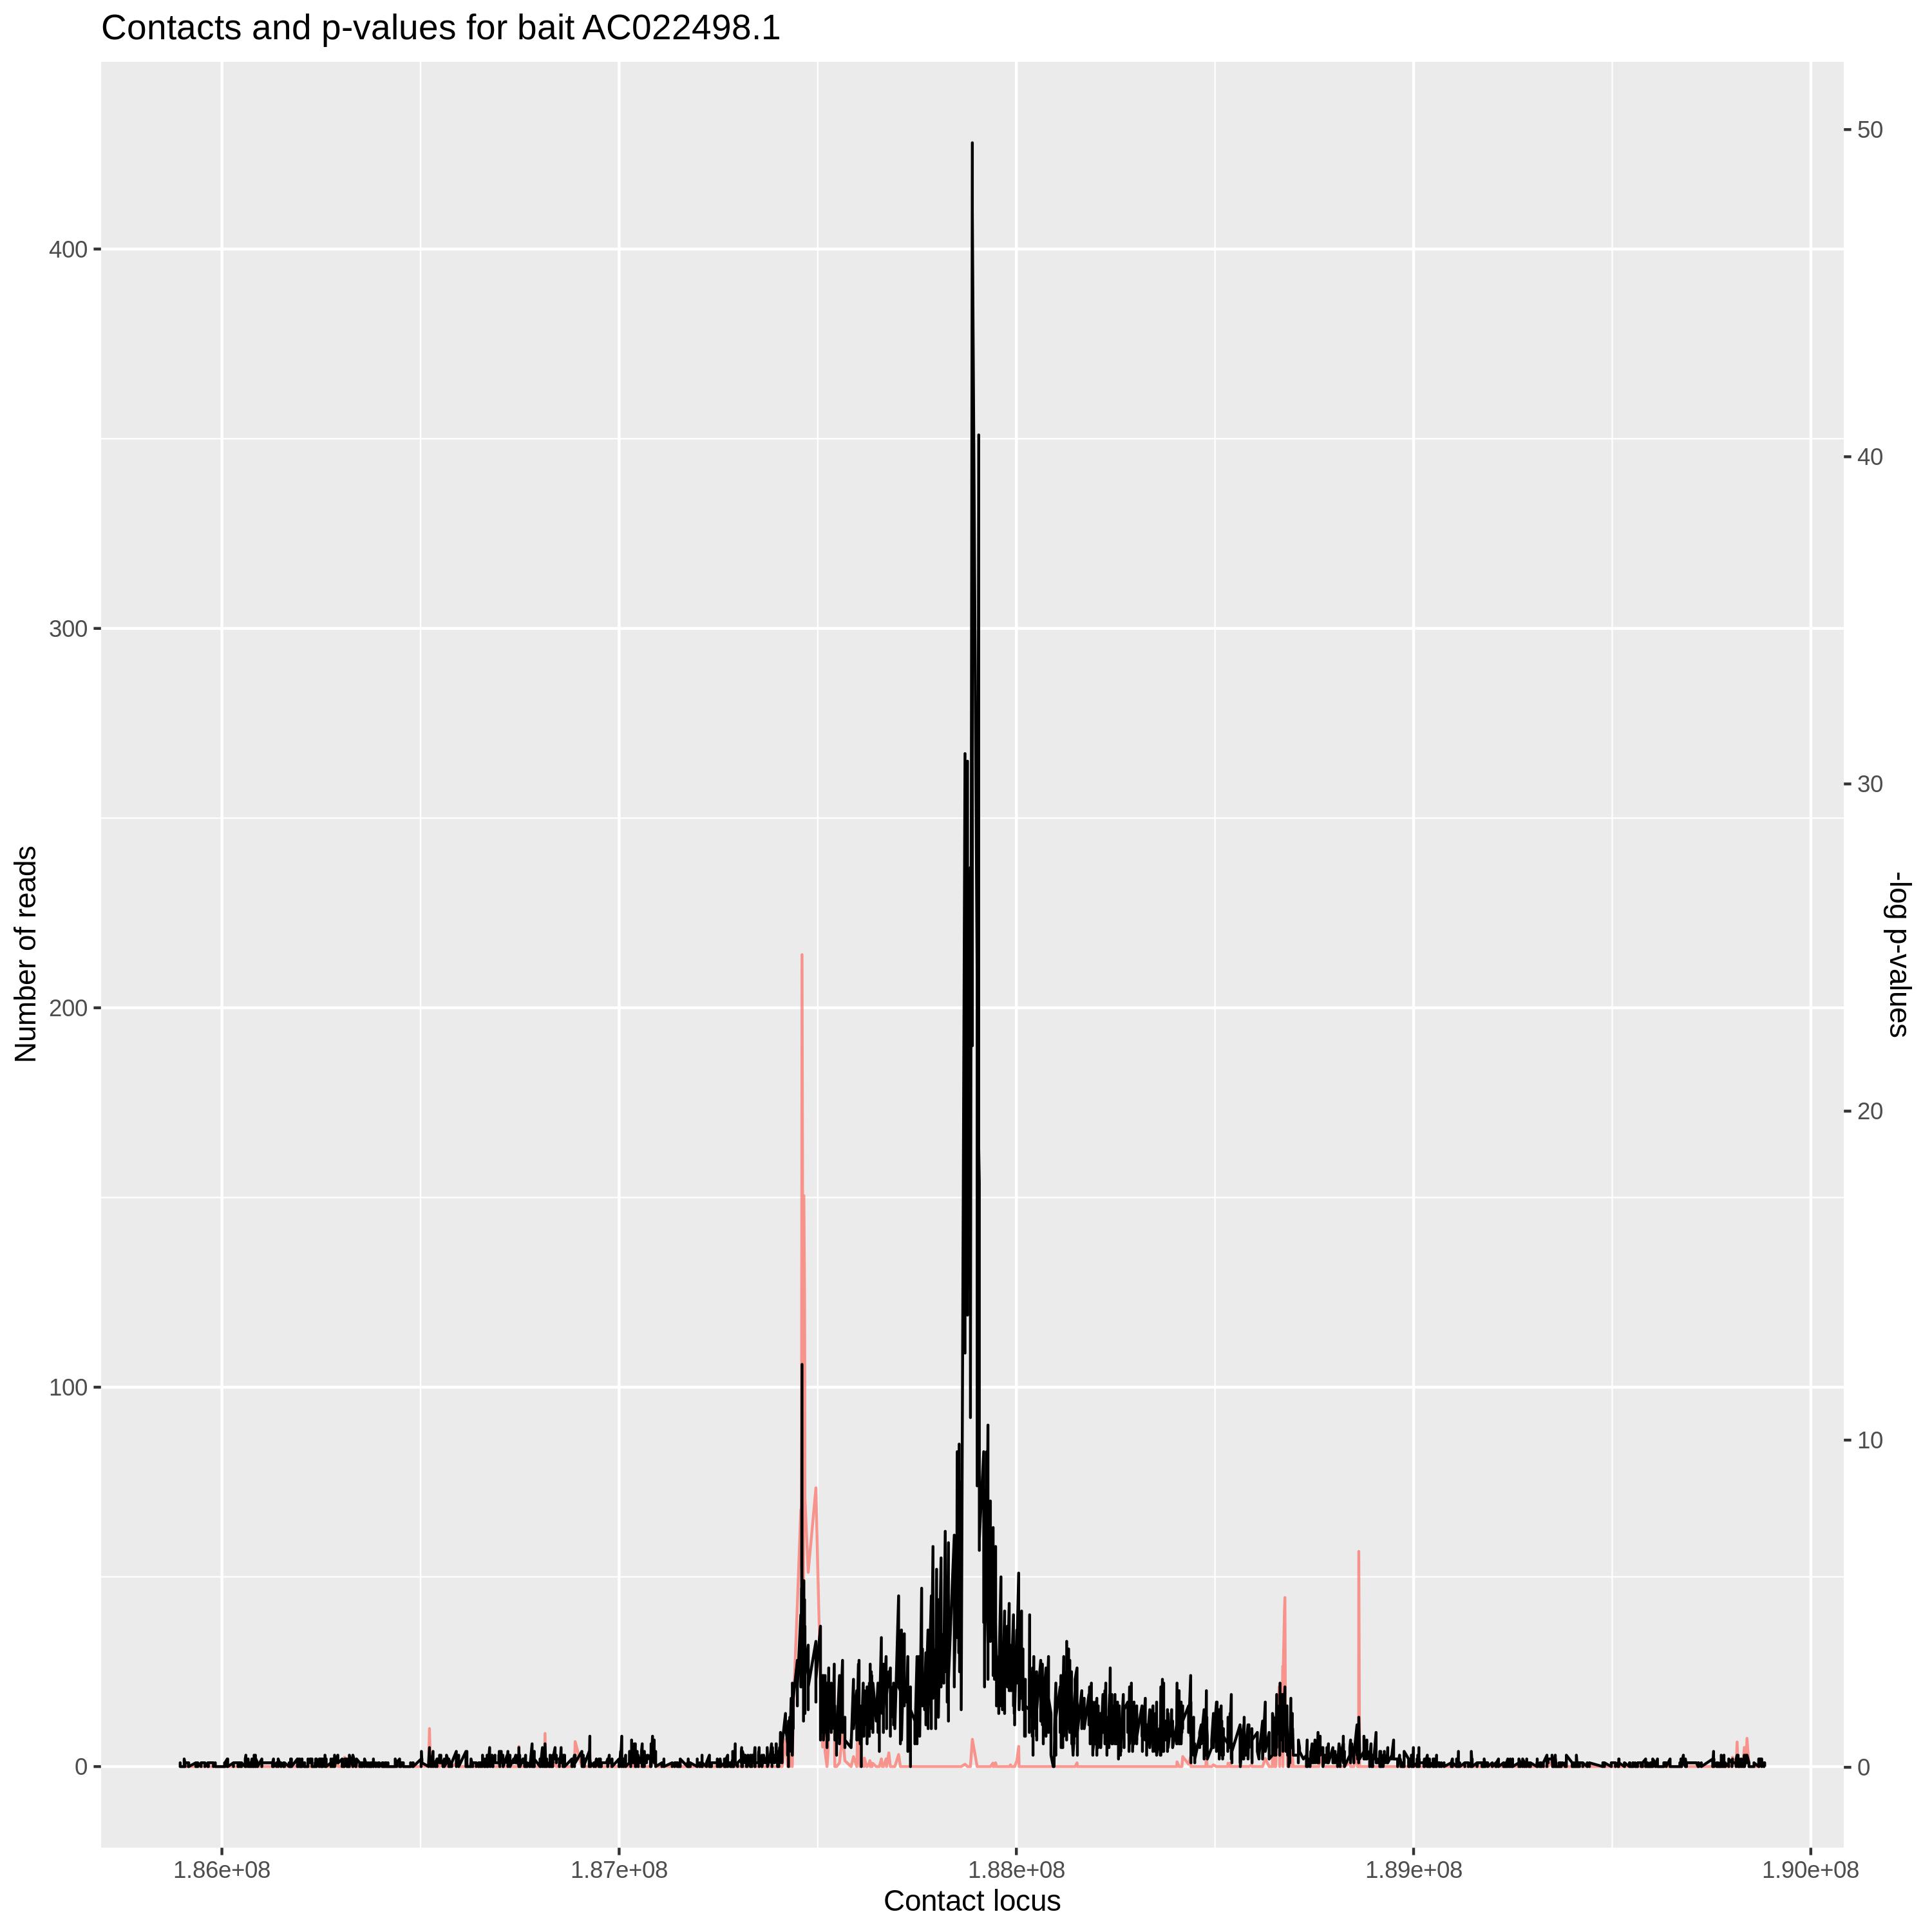 Contacts and p-values for bait AC022498.1
Number of reads
400
300
200
100
0
50
40
30
20
10
0
-log p-values
1.86e+08
1.87e+08
1.88e+08
1.89e+08
1.90e+08
Contact locus